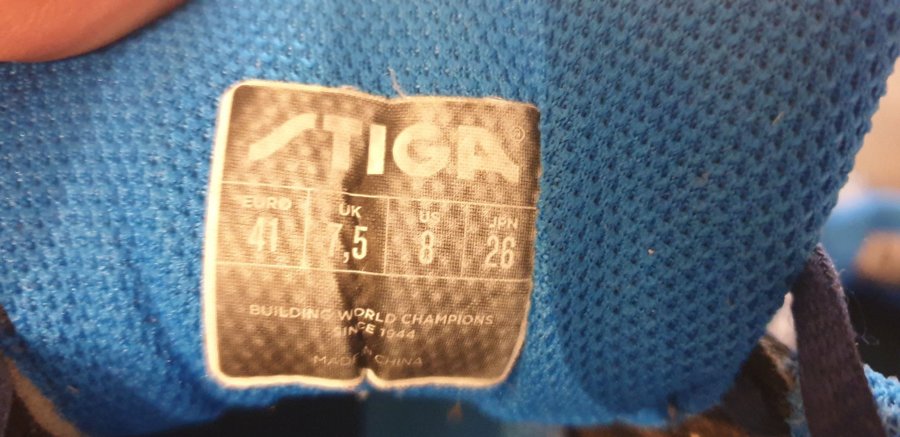 STIGA®
EURO UK US JPN
41 7,5 8 26
BUILDING WORLD CHAMPIONS
SINCE 1944
MADE IN CHINA